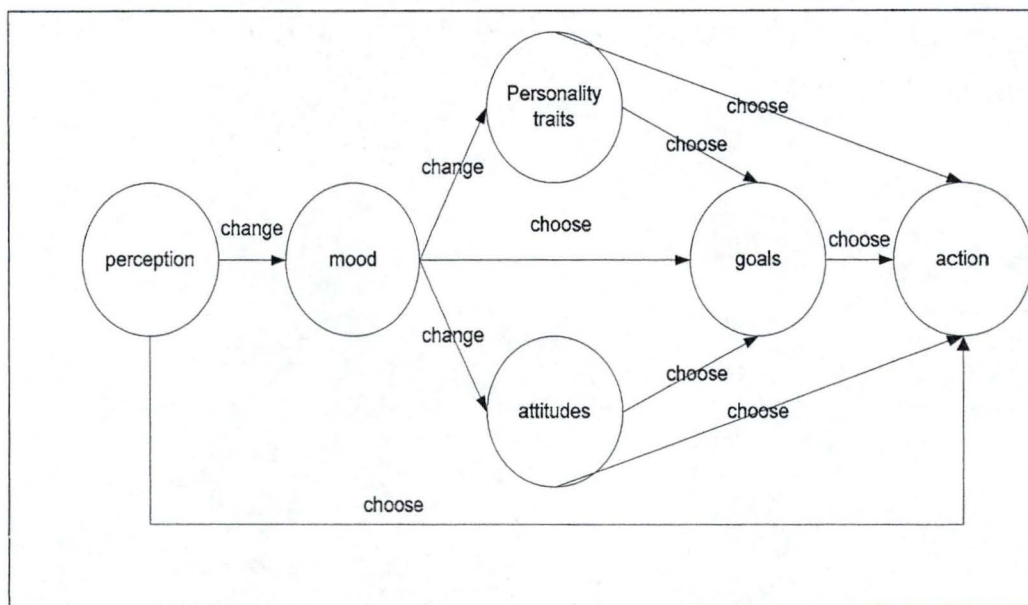 Personality
traits
choose
choose
change
choose
change
choose
perception
mood
goals
action
change
choose
attitudes
choose
choose